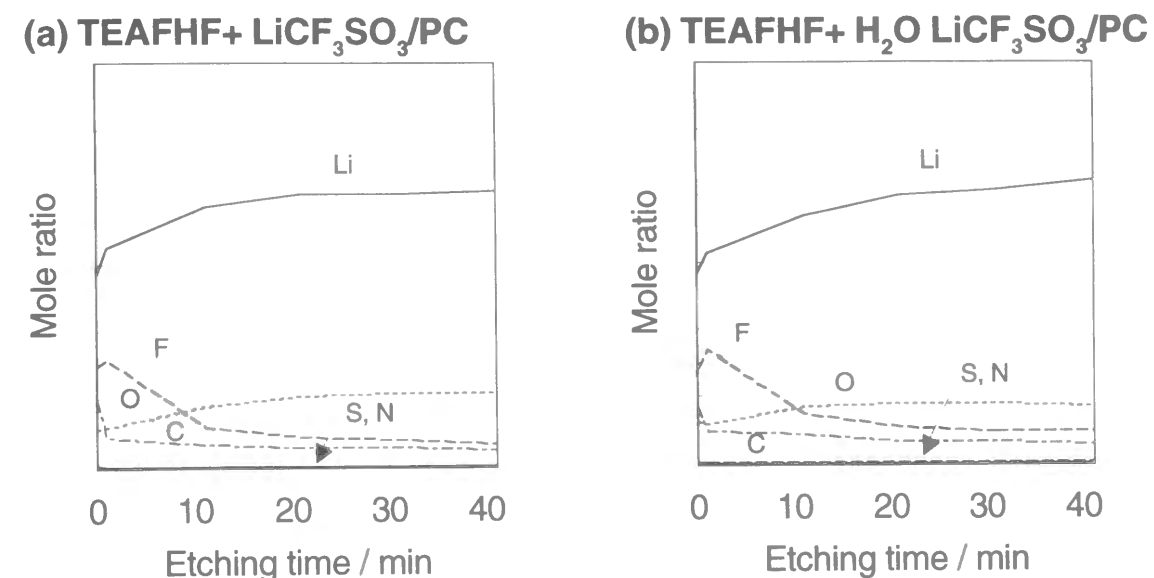 (a) TEAFHF+ LiCF₃SO₃/PC
Mole ratio
Li
F
O
C
S, N
0 10 20 30 40
Etching time / min
(b) TEAFHF+ H₂O LiCF₃SO₃/PC
Mole ratio
Li
F
O
S, N
C
0 10 20 30 40
Etching time / min